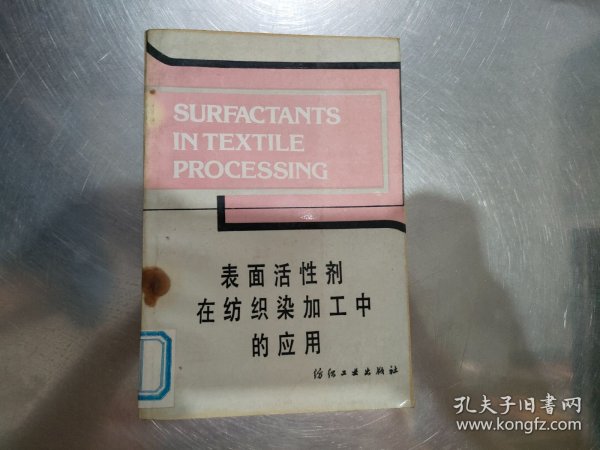 SURFACTANTS
IN TEXTILE
PROCESSING
表面活性剂
在纺织染加工中
的应用
纺织工业出版社
孔夫子旧書网
www.kongfz.com